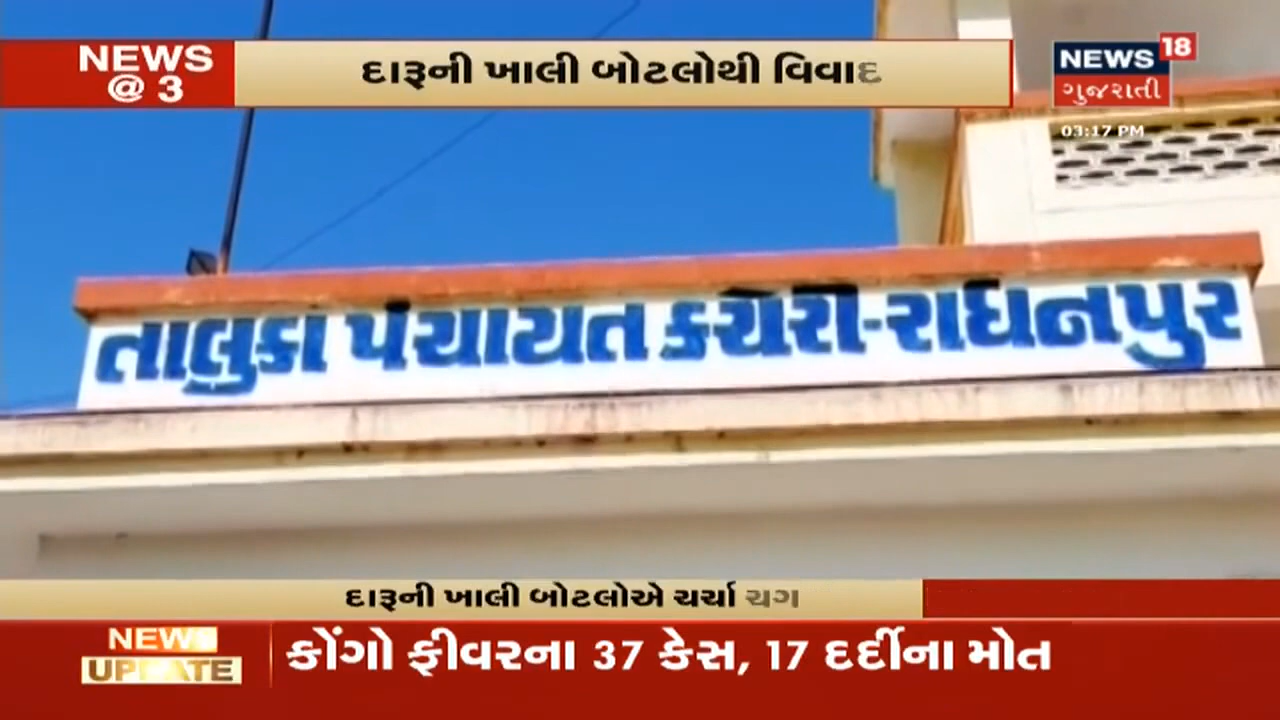 NEWS
@ 3
દારૂની ખાલી બોટલોથી વિવાદ
NEWS 18
ગુજરાતી
03:17 PM
તાલુકા પંચાયત કચેરી-રાધનપુર
દારૂની ખાલી બોટલોએ ચર્ચા ચગ
NEWS
UPDATE
કોંગો ફીવરના 37 કેસ, 17 દર્દીના મોત